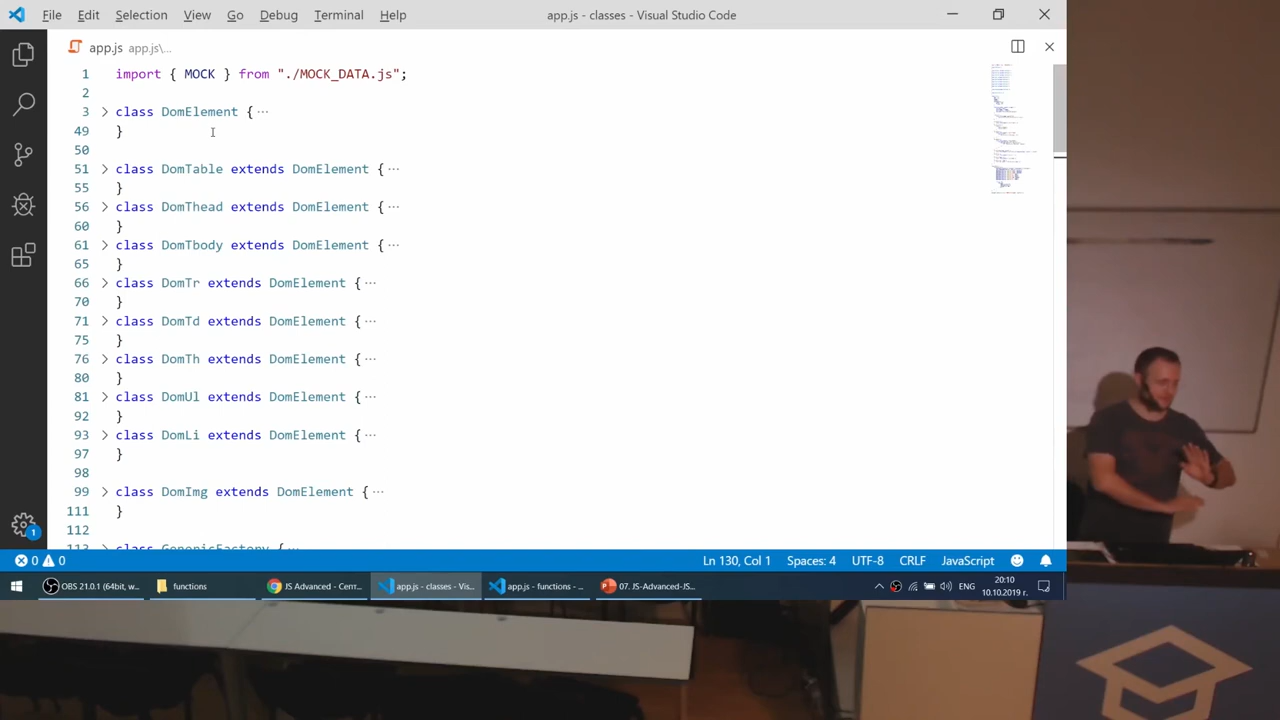 File Edit Selection View Go Debug Terminal Help app.js - classes - Visual Studio Code
app.js app.js\...
1 import { MOCK } from "./MOCK_DATA.js";
2
3 class DomElement {···
49
50
51 class DomTable extends DomElement {···
55 }
56 class DomThead extends DomElement {···
60 }
61 class DomTbody extends DomElement {···
65 }
66 class DomTr extends DomElement {···
70 }
71 class DomTd extends DomElement {···
75 }
76 class DomTh extends DomElement {···
80 }
81 class DomUl extends DomElement {···
92 }
93 class DomLi extends DomElement {···
97 }
98
99 class DomImg extends DomElement {···
111 }
112
113 class GenericFactory {···
1 0 0 Ln 130, Col 1 Spaces: 4 UTF-8 CRLF JavaScript
OBS 21.0.1 (64bit, w... functions JS Advanced - Септ... app.js - classes - Vis... app.js - functions - ... 07. JS-Advanced-JS... ENG 20:10
10.10.2019 г.